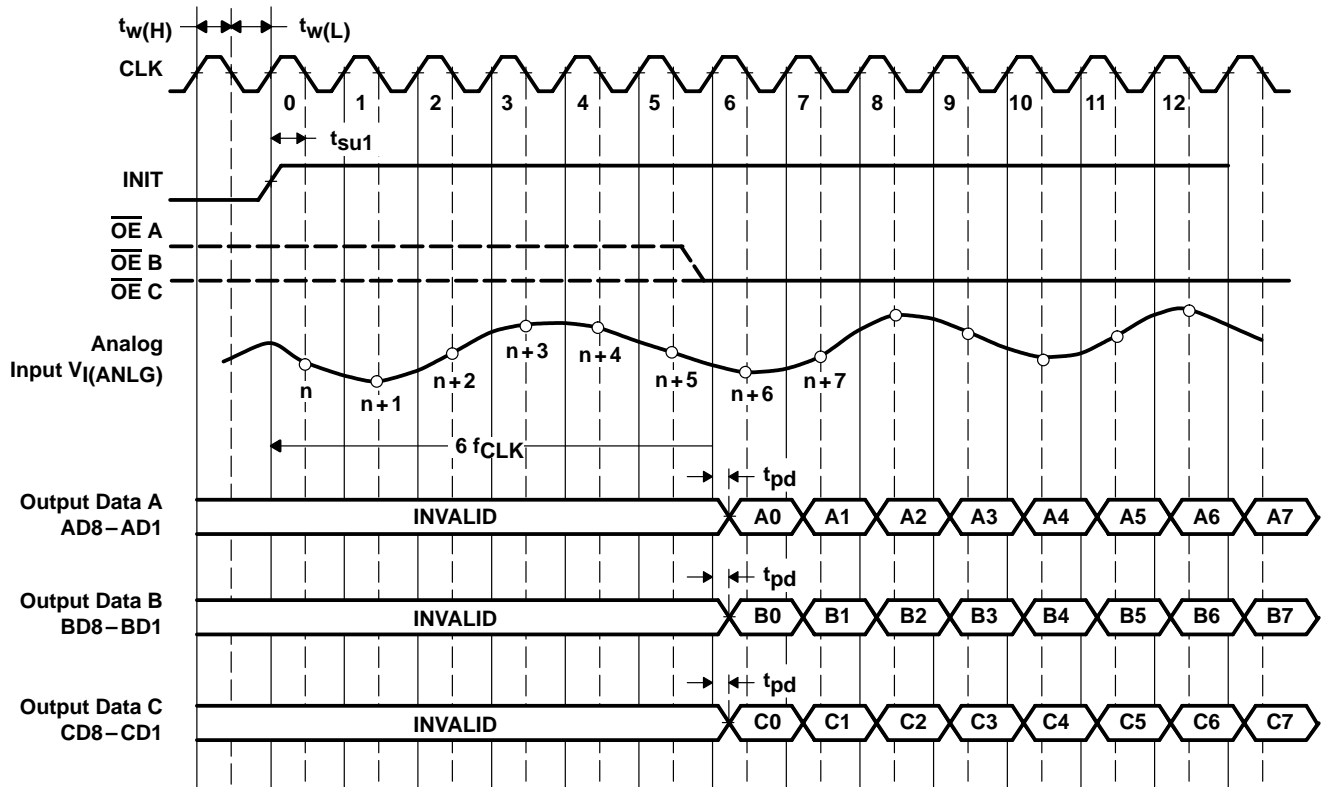 tw(H) tw(L)
CLK
0 1 2 3 4 5 6 7 8 9 10 11 12
tsu1
INIT
OE A
OE B
OE C
Analog
Input VI(ANLG)
n n+1 n+2 n+3 n+4 n+5 n+6 n+7
6 fCLK
tpd
Output Data A
AD8–AD1
INVALID A0 A1 A2 A3 A4 A5 A6 A7
tpd
Output Data B
BD8–BD1
INVALID B0 B1 B2 B3 B4 B5 B6 B7
tpd
Output Data C
CD8–CD1
INVALID C0 C1 C2 C3 C4 C5 C6 C7